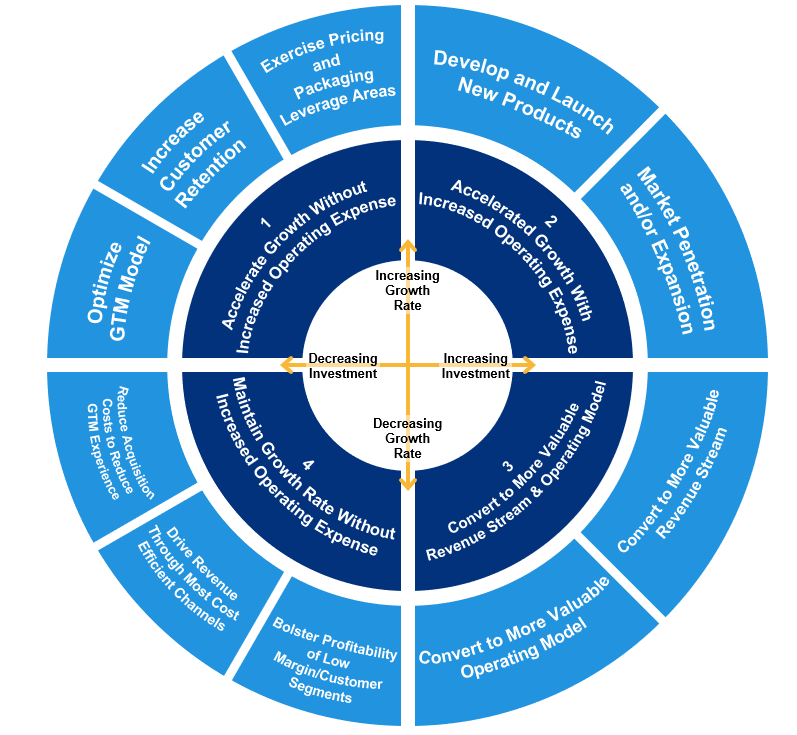 Exercise Pricing
and
Packaging
Leverage Areas
Develop and Launch
New Products
Increase
Customer
Retention
Market Penetration
and/or Expansion
Optimize
GTM Model
1
Accelerate Growth Without
Increased Operating Expense
2
Accelerated Growth With
Increased Operating Expense
Increasing
Growth
Rate
Decreasing
Investment
Increasing
Investment
Decreasing
Growth
Rate
4
Maintain Growth Rate Without
Increased Operating Expense
3
Convert to More Valuable
Revenue Stream & Operating Model
Reduce Acquisition
Costs to Reduce
GTM Experience
Convert to More Valuable
Revenue Stream
Drive Revenue
Through Most Cost
Efficient Channels
Bolster Profitability
of Low
Margin/Customer
Segments
Convert to More Valuable
Operating Model